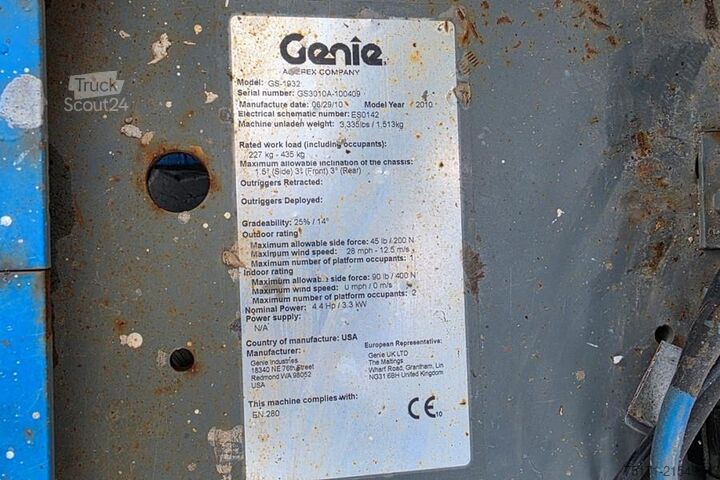 Genie
A TEREX COMPANY
Truck
Scout24
Model: GS-1932
Serial number: GS3010A-100409
Manufacture date: 06/29/10 Model Year : 2010
Electrical schematic number: ES0142
Machine unladen weight: 3,335lbs / 1,513kg
Rated work load (including occupants):
227 kg - 435 kg
Maximum allowable inclination of the chassis:
1.5° (Side) 3° (Front) 3° (Rear)
Outriggers Retracted:
Outriggers Deployed:
Gradeability: 25% / 14°
Outdoor rating
Maximum allowable side force: 45 lb / 200 N
Maximum wind speed: 28 mph - 12.5 m/s
Maximum number of platform occupants: 1
Indoor rating
Maximum allowable side force: 90 lb / 400 N
Maximum wind speed: 0 mph / 0 m/s
Maximum number of platform occupants: 2
Nominal Power: 4.4 Hp / 3.3 kW
Power supply:
N/A
Country of manufacture: USA
Manufacturer:
Genie Industries
18340 NE 76th Street
Redmond WA 98052
USA
European Representative:
Genie UK LTD
The Maltings
Wharf Road, Grantham, Lin
NG31 6BH United Kingdom
This machine complies with:
EN 280
CE 10